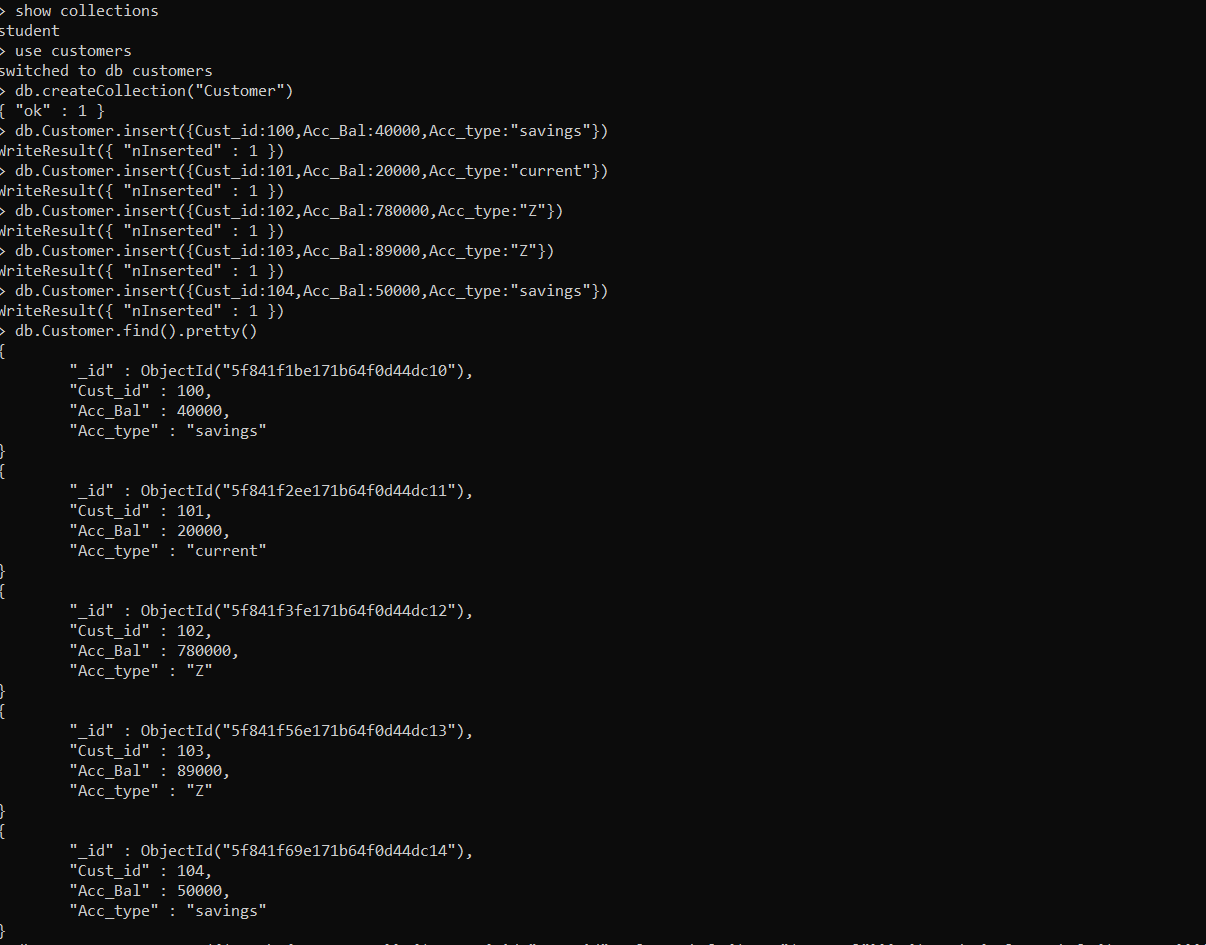 > show collections
student
> use customers
switched to db customers
> db.createCollection("Customer")
{ "ok" : 1 }
> db.Customer.insert({Cust_id:100,Acc_Bal:40000,Acc_type:"savings"})
WriteResult({ "nInserted" : 1 })
> db.Customer.insert({Cust_id:101,Acc_Bal:20000,Acc_type:"current"})
WriteResult({ "nInserted" : 1 })
> db.Customer.insert({Cust_id:102,Acc_Bal:780000,Acc_type:"Z"})
WriteResult({ "nInserted" : 1 })
> db.Customer.insert({Cust_id:103,Acc_Bal:89000,Acc_type:"Z"})
WriteResult({ "nInserted" : 1 })
> db.Customer.insert({Cust_id:104,Acc_Bal:50000,Acc_type:"savings"})
WriteResult({ "nInserted" : 1 })
> db.Customer.find().pretty()
{
"_id" : ObjectId("5f841f1be171b64f0d44dc10"),
"Cust_id" : 100,
"Acc_Bal" : 40000,
"Acc_type" : "savings"
}
{
"_id" : ObjectId("5f841f2ee171b64f0d44dc11"),
"Cust_id" : 101,
"Acc_Bal" : 20000,
"Acc_type" : "current"
}
{
"_id" : ObjectId("5f841f3fe171b64f0d44dc12"),
"Cust_id" : 102,
"Acc_Bal" : 780000,
"Acc_type" : "Z"
}
{
"_id" : ObjectId("5f841f56e171b64f0d44dc13"),
"Cust_id" : 103,
"Acc_Bal" : 89000,
"Acc_type" : "Z"
}
{
"_id" : ObjectId("5f841f69e171b64f0d44dc14"),
"Cust_id" : 104,
"Acc_Bal" : 50000,
"Acc_type" : "savings"
}